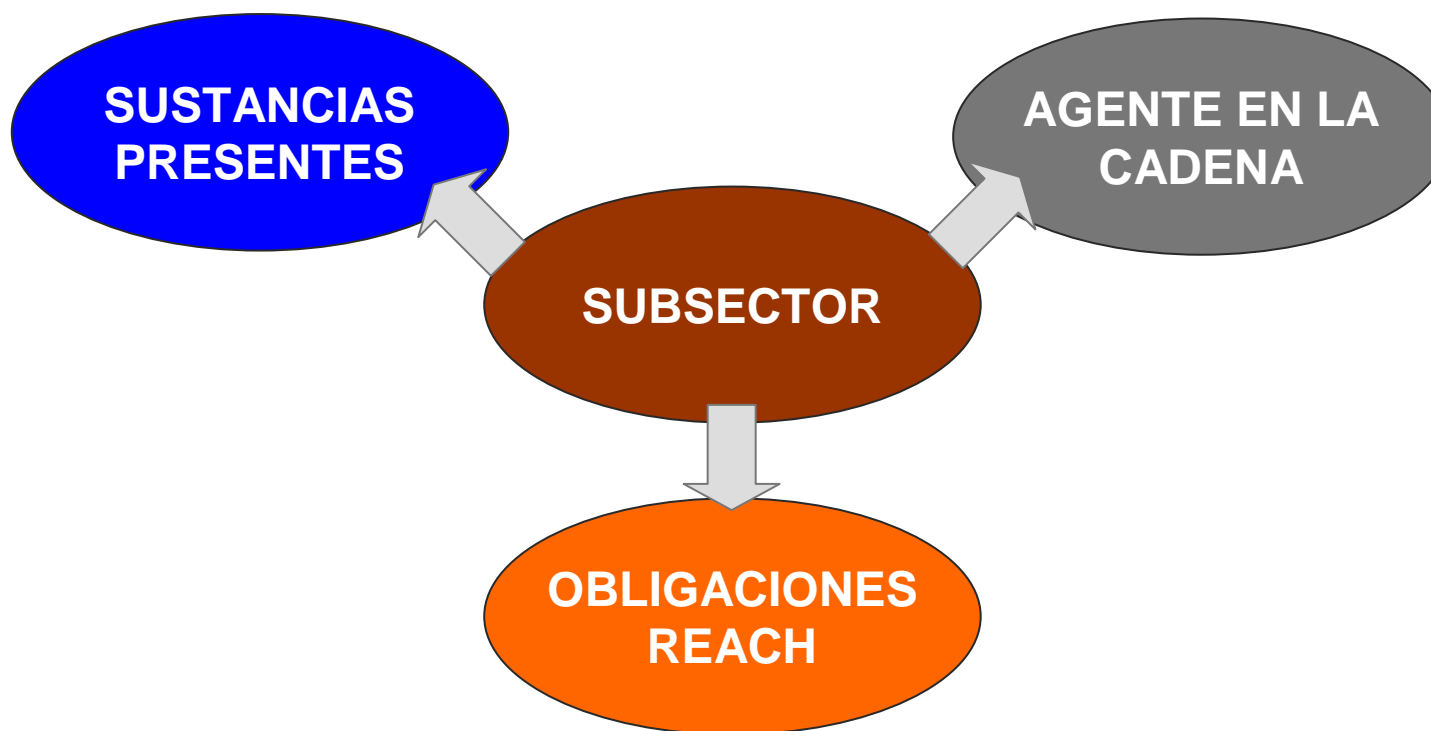 SUSTANCIAS
PRESENTES
AGENTE EN LA
CADENA
SUBSECTOR
OBLIGACIONES
REACH